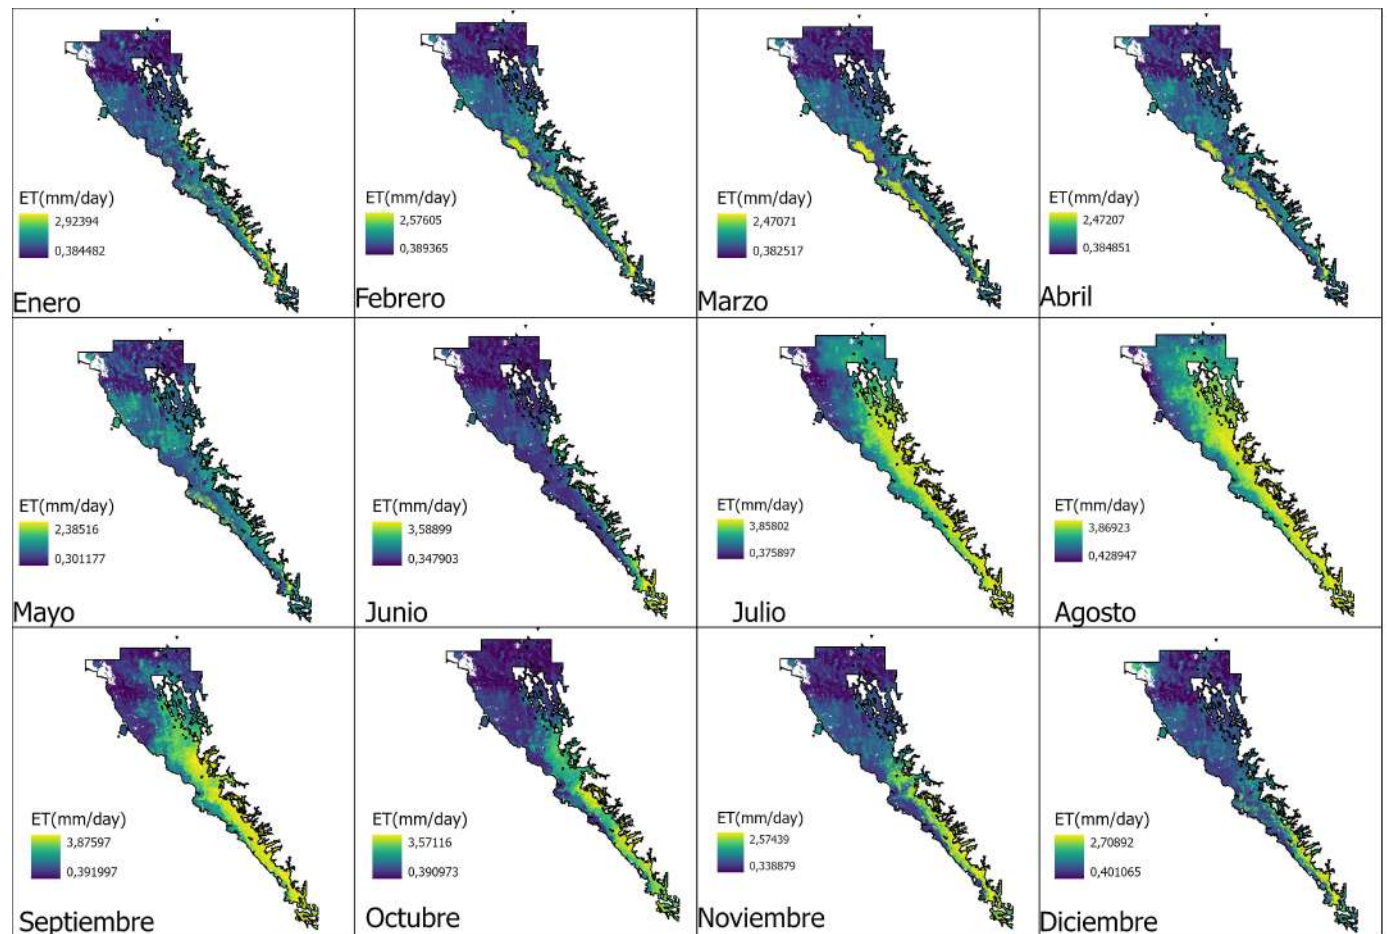 ET(mm/day)
2,92394
0,384482
Enero
ET(mm/day)
2,57605
0,389365
Febrero
ET(mm/day)
2,47071
0,382517
Marzo
ET(mm/day)
2,47207
0,384851
Abril
ET(mm/day)
2,38516
0,301177
Mayo
ET(mm/day)
3,58899
0,347903
Junio
ET(mm/day)
3,85802
0,375897
Julio
ET(mm/day)
3,86923
0,428947
Agosto
ET(mm/day)
3,87597
0,391997
Septiembre
ET(mm/day)
3,57116
0,390973
Octubre
ET(mm/day)
2,57439
0,338879
Noviembre
ET(mm/day)
2,70892
0,401065
Diciembre